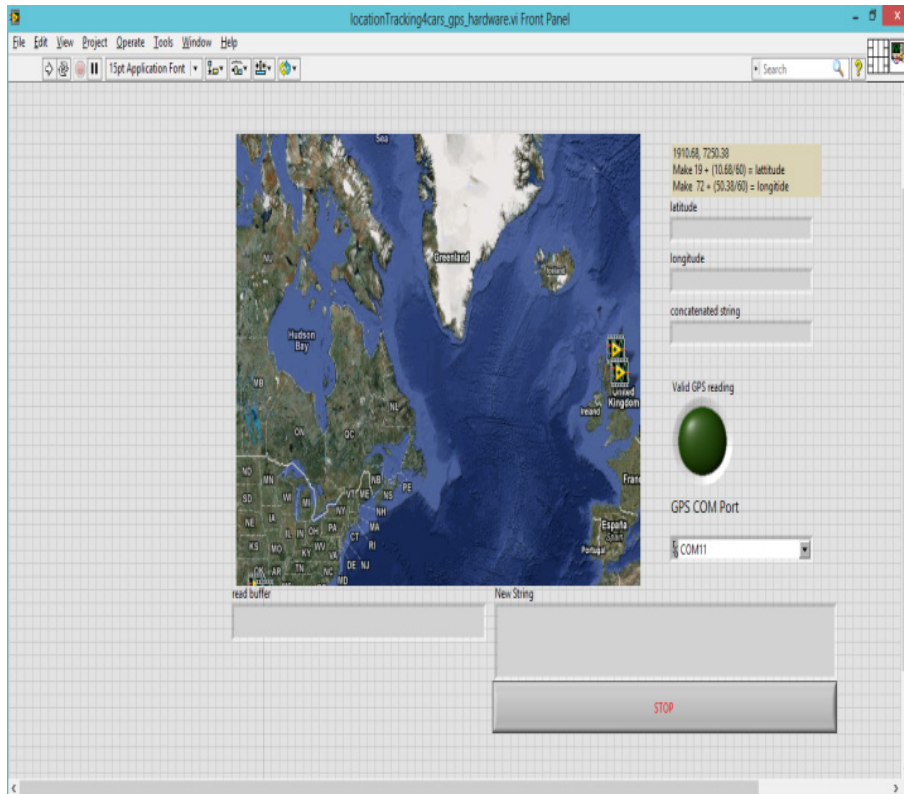 locationTracking4cars_gps_hardware.vi Front Panel
File Edit View Project Operate Tools Window Help
15pt Application Font
Search
1910.68, 7250.38
Make 19 + (10.68/60) = lattitude
Make 72 + (50.38/60) = longitide
latitude
longitude
concatenated string
Valid GPS reading
GPS COM Port
COM11
Sea
NU
Greenland
Iceland
Hudson
Bay
MB
ON
QC
NL
United
Kingdom
Ireland
ND
MN
NB
PE
SD
WI
MI
VT ME
NS
NY
NH
NE
IA
MA
IL IN OH PA
CT
RI
KS
MO
KY
WV
VA
DE NJ
OK AR
TN
NC
MD
Fran
España
Spain
Portugal
read buffer
New String
STOP